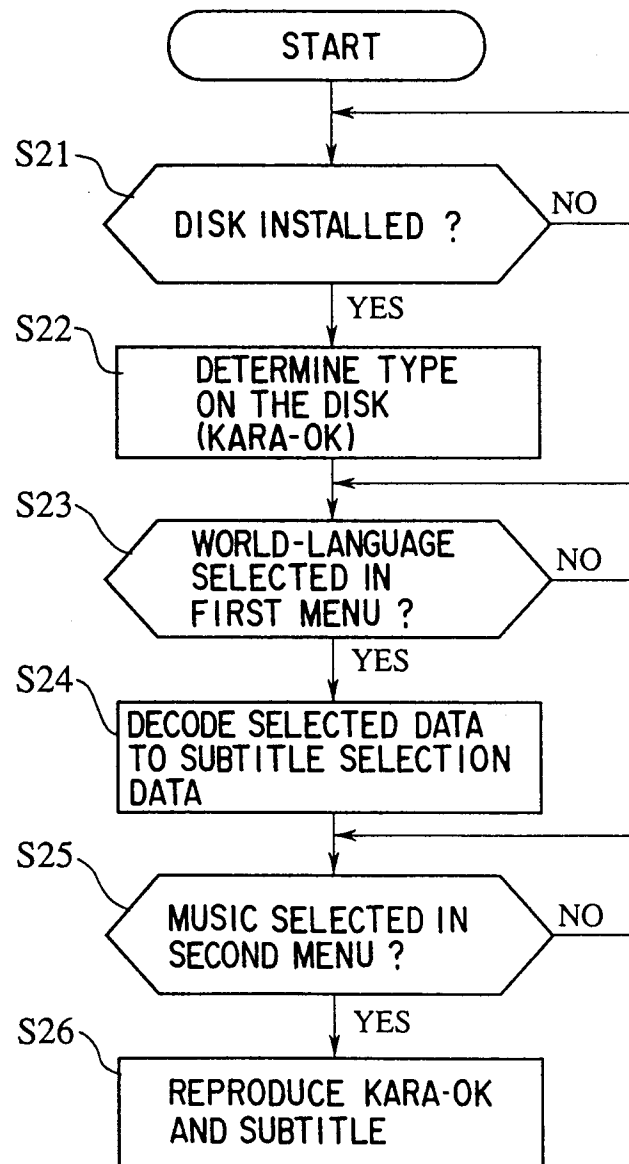 START
S21
DISK INSTALLED ?
NO
YES
S22
DETERMINE TYPE
ON THE DISK
(KARA-OK)
S23
WORLD-LANGUAGE
SELECTED IN
FIRST MENU ?
NO
YES
S24
DECODE SELECTED DATA
TO SUBTITLE SELECTION
DATA
S25
MUSIC SELECTED IN
SECOND MENU ?
NO
YES
S26
REPRODUCE KARA-OK
AND SUBTITLE